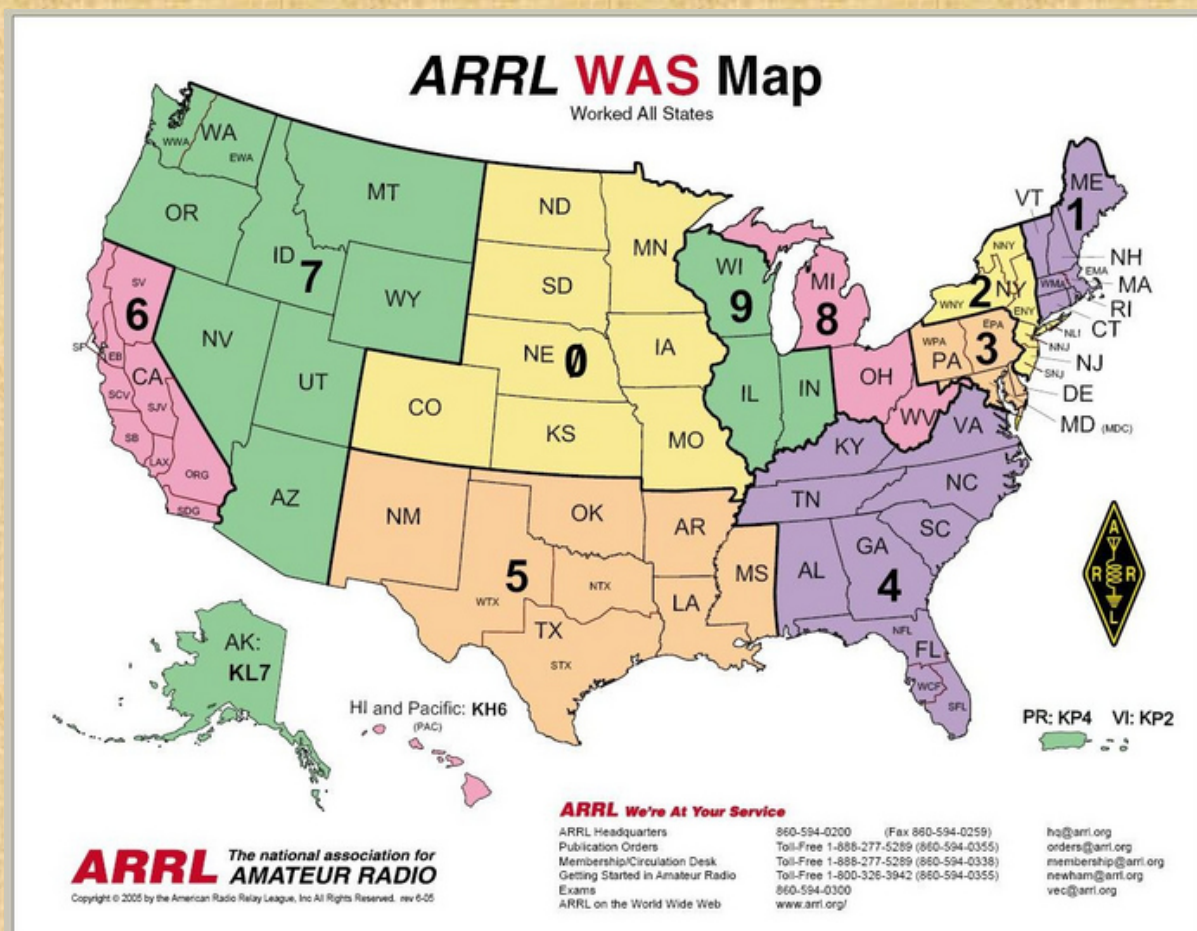 ARRL WAS Map
Worked All States
WA
WWA
EWA
MT
OR
ID
7
WY
NV
UT
AZ
ND
MN
SD
NE 0
IA
CO
KS
MO
SV
6
SF
EB
CA
SCV
SJV
SB
LAX
ORG
SDG
WI
9
MI
8
IL
IN
OH
WV
ME
1
VT
NH
EMA
MA
WMA
RI
CT
NNY
2
NY
WNY
ENY
NLI
NNJ
NJ
SNJ
EPA
WPA
3
PA
DE
MD (MDC)
KY
VA
TN
NC
SC
GA
AL
4
NFL
FL
WCF
SFL
NM
OK
AR
MS
5
NTX
WTX
LA
TX
STX
A
R R
L
AK:
KL7
HI and Pacific: KH6
(PAC)
PR: KP4 VI: KP2
ARRL We're At Your Service
ARRL Headquarters 860-594-0200 (Fax 860-594-0259) hq@arrl.org
Publication Orders Toll-Free 1-888-277-5289 (860-594-0355) orders@arrl.org
Membership/Circulation Desk Toll-Free 1-888-277-5289 (860-594-0338) membership@arrl.org
Getting Started in Amateur Radio Toll-Free 1-800-326-3942 (860-594-0355) newham@arrl.org
Exams 860-594-0300 vec@arrl.org
ARRL on the World Wide Web www.arrl.org/
ARRL The national association for
AMATEUR RADIO
Copyright © 2005 by the American Radio Relay League, Inc All Rights Reserved. rev 6-05